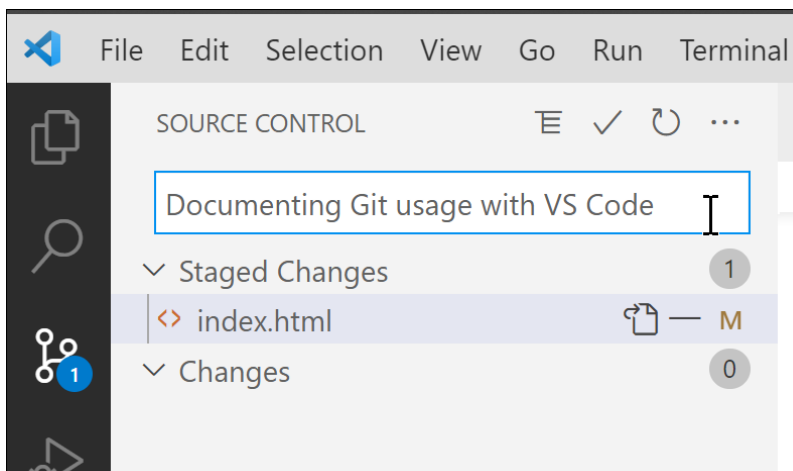 File Edit Selection View Go Run Terminal
SOURCE CONTROL
Documenting Git usage with VS Code
Staged Changes 1
index.html M
1
Changes 0